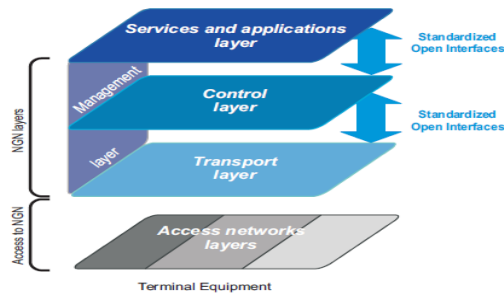 Services and applications
layer
Standardized
Open Interfaces
Management
layer
Control
layer
Standardized
Open Interfaces
NGN layers
Transport
layer
Access to NGN
Access networks
layers
Terminal Equipment